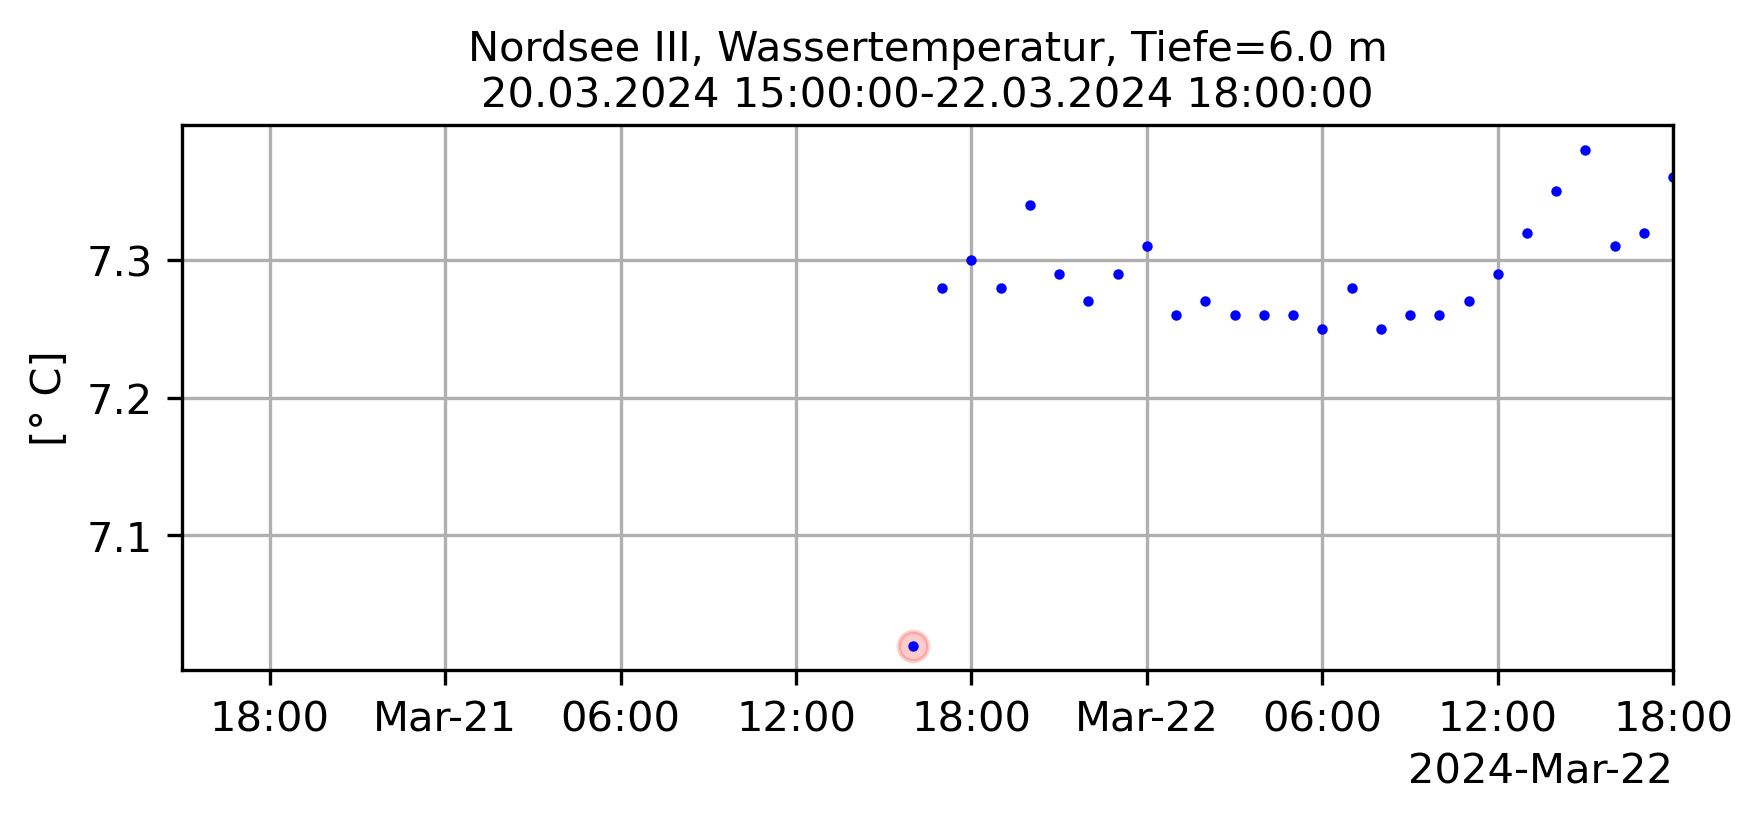 Nordsee III, Wassertemperatur, Tiefe=6.0 m
20.03.2024 15:00:00-22.03.2024 18:00:00
7.3
7.2
7.1
[° C]
18:00 Mar-21 06:00 12:00 18:00 Mar-22 06:00 12:00 18:00
2024-Mar-22